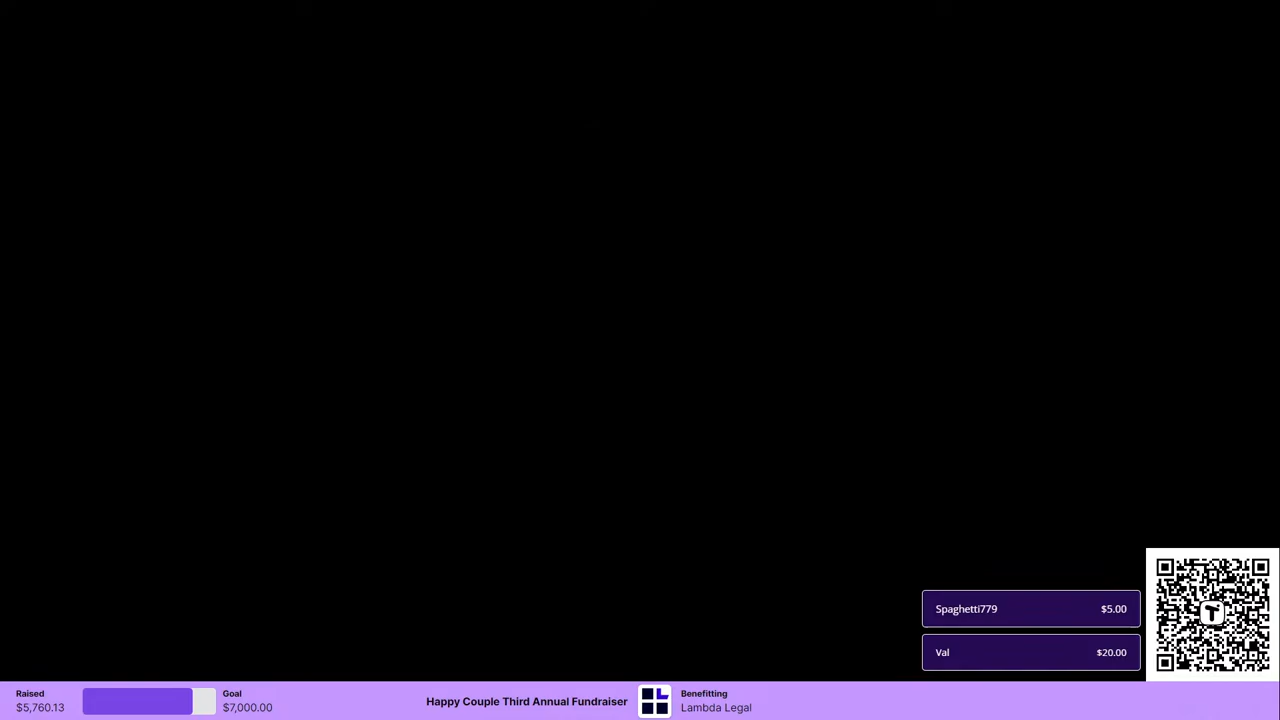 Spaghetti779 $5.00
Val $20.00
Raised
$5,760.13
Goal
$7,000.00
Happy Couple Third Annual Fundraiser
Benefitting
Lambda Legal